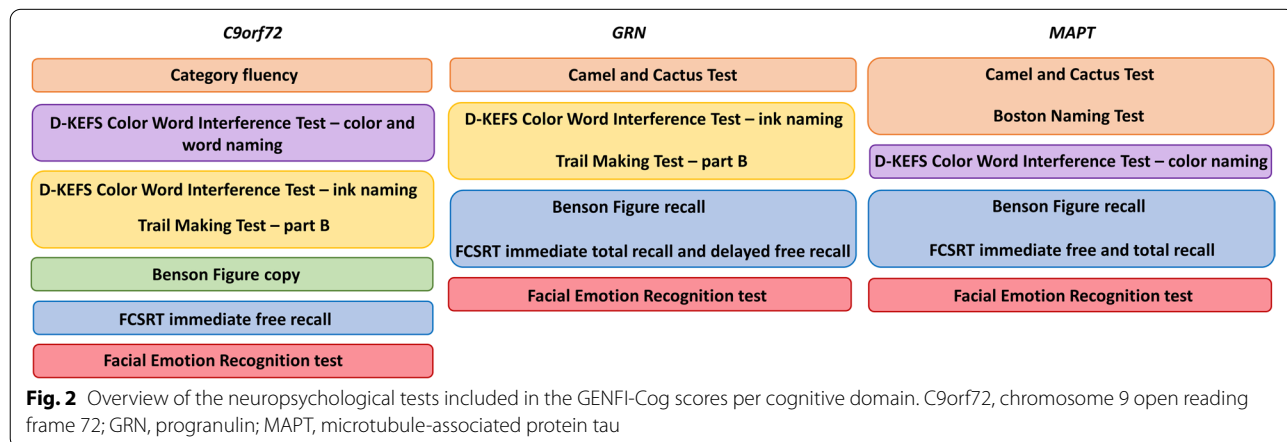 C9orf72
Category fluency
D-KEFS Color Word Interference Test – color and
word naming
D-KEFS Color Word Interference Test – ink naming
Trail Making Test – part B
Benson Figure copy
FCSRT immediate free recall
Facial Emotion Recognition test
GRN
Camel and Cactus Test
D-KEFS Color Word Interference Test – ink naming
Trail Making Test – part B
Benson Figure recall
FCSRT immediate total recall and delayed free recall
Facial Emotion Recognition test
MAPT
Camel and Cactus Test
Boston Naming Test
D-KEFS Color Word Interference Test – color naming
Benson Figure recall
FCSRT immediate free and total recall
Facial Emotion Recognition test
Fig. 2 Overview of the neuropsychological tests included in the GENFI-Cog scores per cognitive domain. C9orf72, chromosome 9 open reading
frame 72; GRN, progranulin; MAPT, microtubule-associated protein tau